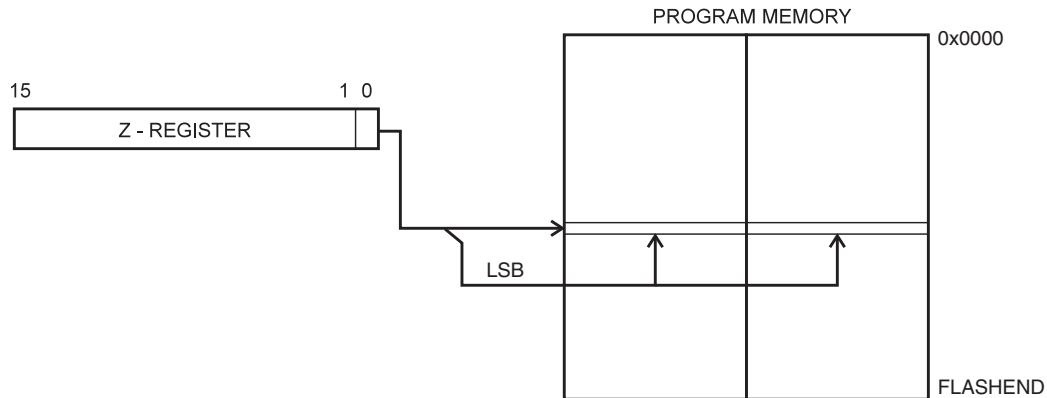 PROGRAM MEMORY
0x0000
15 1 0
Z - REGISTER
LSB
FLASHEND